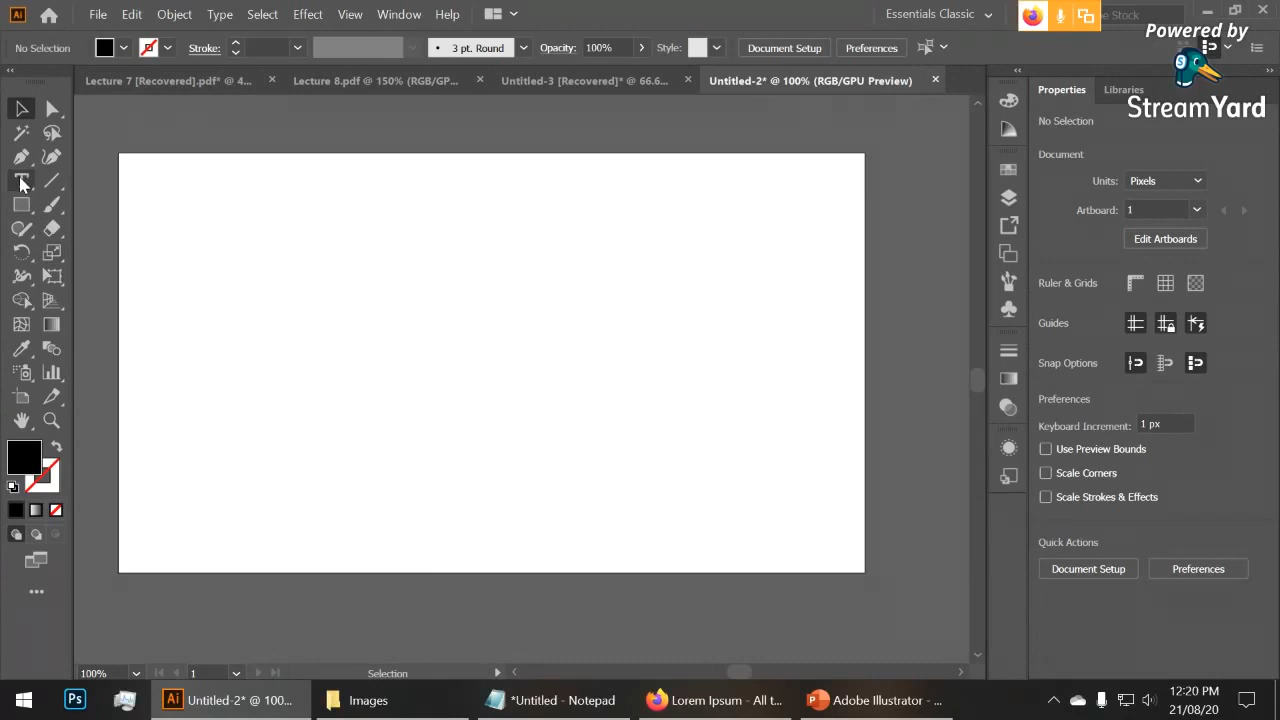 File Edit Object Type Select Effect View Window Help
Essentials Classic
e Stock
Powered by
StreamYard
No Selection
Stroke:
3 pt. Round
Opacity:
100%
Style:
Document Setup
Preferences
Lecture 7 [Recovered].pdf* @ 4...
Lecture 8.pdf @ 150% (RGB/GP...
Untitled-3 [Recovered]* @ 66.6...
Untitled-2* @ 100% (RGB/GPU Preview)
Properties
Libraries
No Selection
Document
Units: Pixels
Artboard: 1
Edit Artboards
Ruler & Grids
Guides
Snap Options
Preferences
Keyboard Increment: 1 px
Use Preview Bounds
Scale Corners
Scale Strokes & Effects
Quick Actions
Document Setup
Preferences
100%
1
Selection
Untitled-2* @ 100...
Images
*Untitled - Notepad
Lorem Ipsum - All t...
Adobe Illustrator - ...
12:20 PM
21/08/20